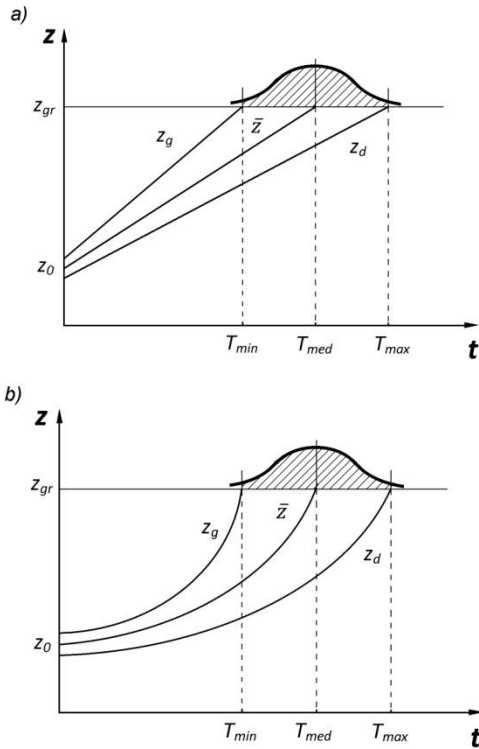 a)
z
z_gr
z_g
z̄
z_d
z_0
T_min T_med T_max
t
b)
z
z_gr
z_g
z̄
z_d
z_0
T_min T_med T_max
t